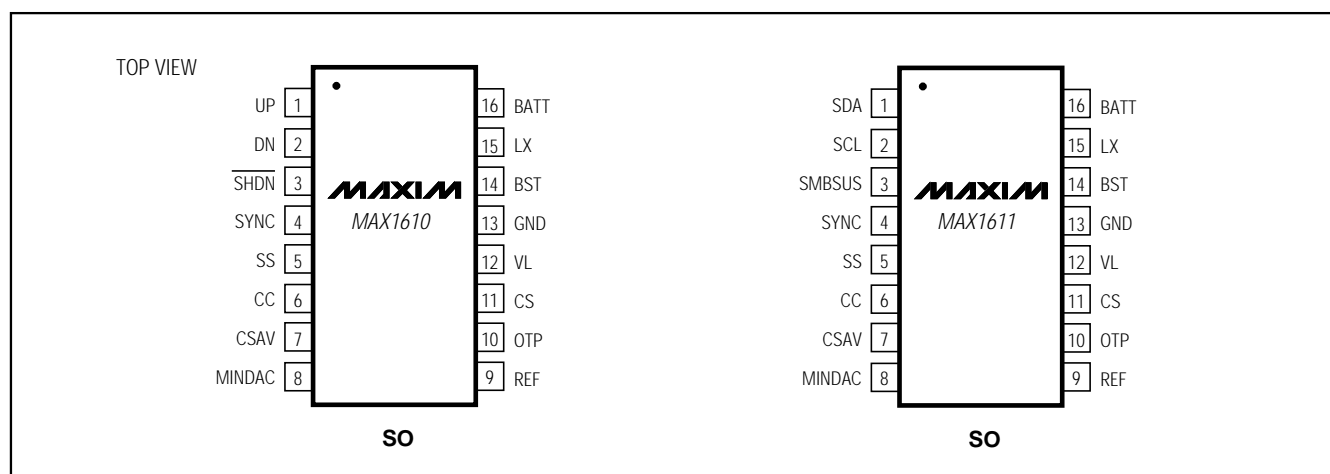 TOP VIEW
UP 1
DN 2
SHDN 3
SYNC 4
SS 5
CC 6
CSAV 7
MINDAC 8
16 BATT
15 LX
14 BST
13 GND
12 VL
11 CS
10 OTP
9 REF
MAXIM
MAX1610
SO
SDA 1
SCL 2
SMBSUS 3
SYNC 4
SS 5
CC 6
CSAV 7
MINDAC 8
16 BATT
15 LX
14 BST
13 GND
12 VL
11 CS
10 OTP
9 REF
MAXIM
MAX1611
SO